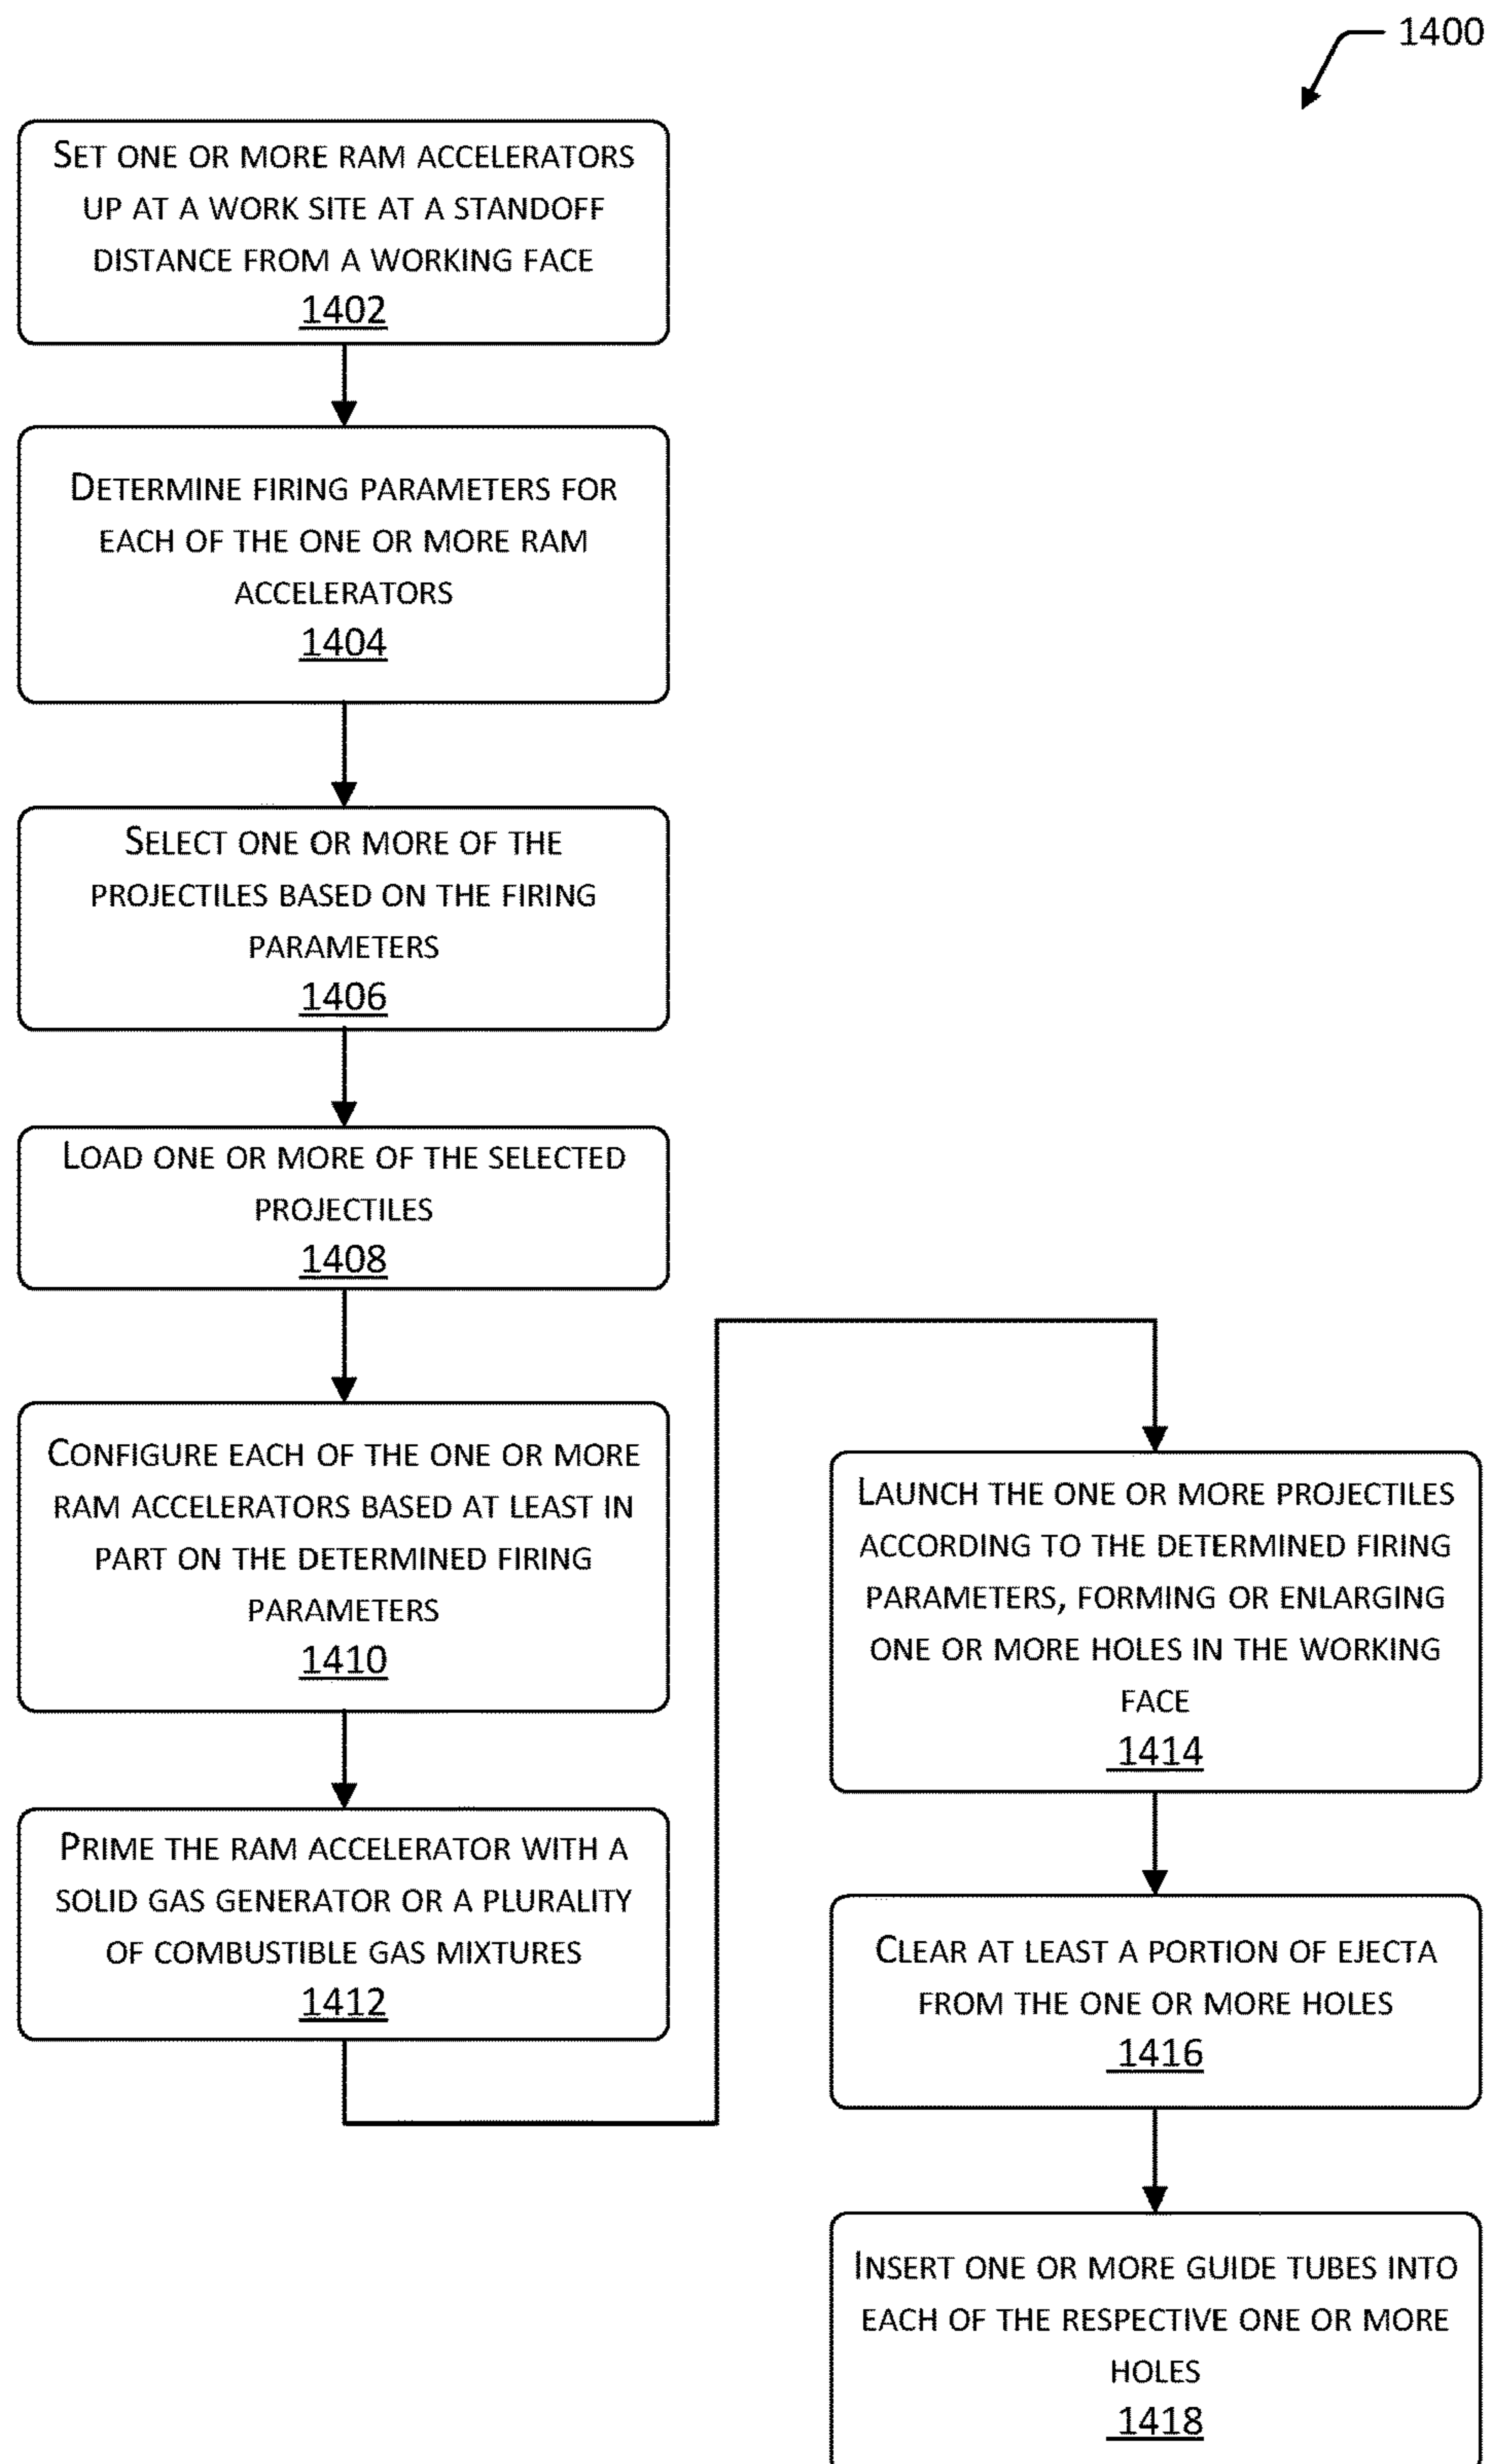 1400
SET ONE OR MORE RAM ACCELERATORS
UP AT A WORK SITE AT A STANDOFF
DISTANCE FROM A WORKING FACE
1402
DETERMINE FIRING PARAMETERS FOR
EACH OF THE ONE OR MORE RAM
ACCELERATORS
1404
SELECT ONE OR MORE OF THE
PROJECTILES BASED ON THE FIRING
PARAMETERS
1406
LOAD ONE OR MORE OF THE SELECTED
PROJECTILES
1408
CONFIGURE EACH OF THE ONE OR MORE
RAM ACCELERATORS BASED AT LEAST IN
PART ON THE DETERMINED FIRING
PARAMETERS
1410
PRIME THE RAM ACCELERATOR WITH A
SOLID GAS GENERATOR OR A PLURALITY
OF COMBUSTIBLE GAS MIXTURES
1412
LAUNCH THE ONE OR MORE PROJECTILES
ACCORDING TO THE DETERMINED FIRING
PARAMETERS, FORMING OR ENLARGING
ONE OR MORE HOLES IN THE WORKING
FACE
1414
CLEAR AT LEAST A PORTION OF EJECTA
FROM THE ONE OR MORE HOLES
1416
INSERT ONE OR MORE GUIDE TUBES INTO
EACH OF THE RESPECTIVE ONE OR MORE
HOLES
1418